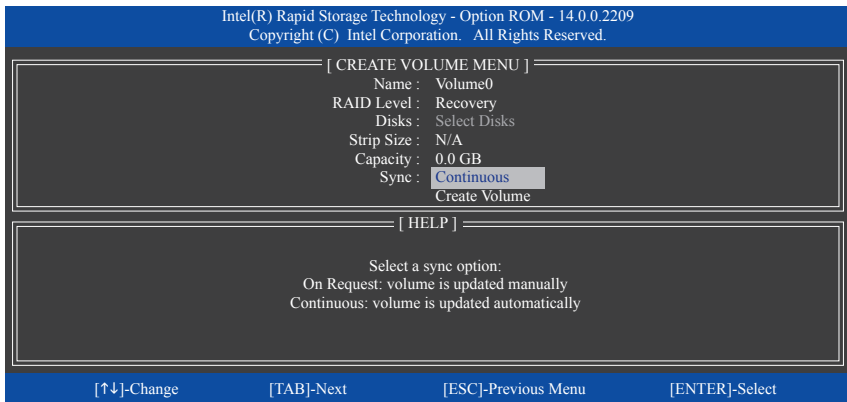 Intel(R) Rapid Storage Technology - Option ROM - 14.0.0.2209
Copyright (C) Intel Corporation. All Rights Reserved.
[ CREATE VOLUME MENU ]
Name : Volume0
RAID Level : Recovery
Disks : Select Disks
Strip Size : N/A
Capacity : 0.0 GB
Sync : Continuous
Create Volume
[ HELP ]
Select a sync option:
On Request: volume is updated manually
Continuous: volume is updated automatically
[↑↓]-Change [TAB]-Next [ESC]-Previous Menu [ENTER]-Select